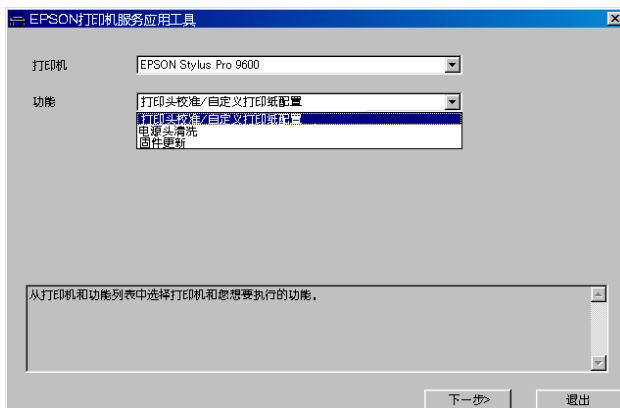 EPSON打印机服务应用工具
打印机 EPSON Stylus Pro 9600
功能 打印头校准/自定义打印纸配置
打印头校准/自定义打印纸配置
电源头清洗
固件更新
从打印机和功能列表中选择打印机和您想要执行的功能。
下一步> 退出